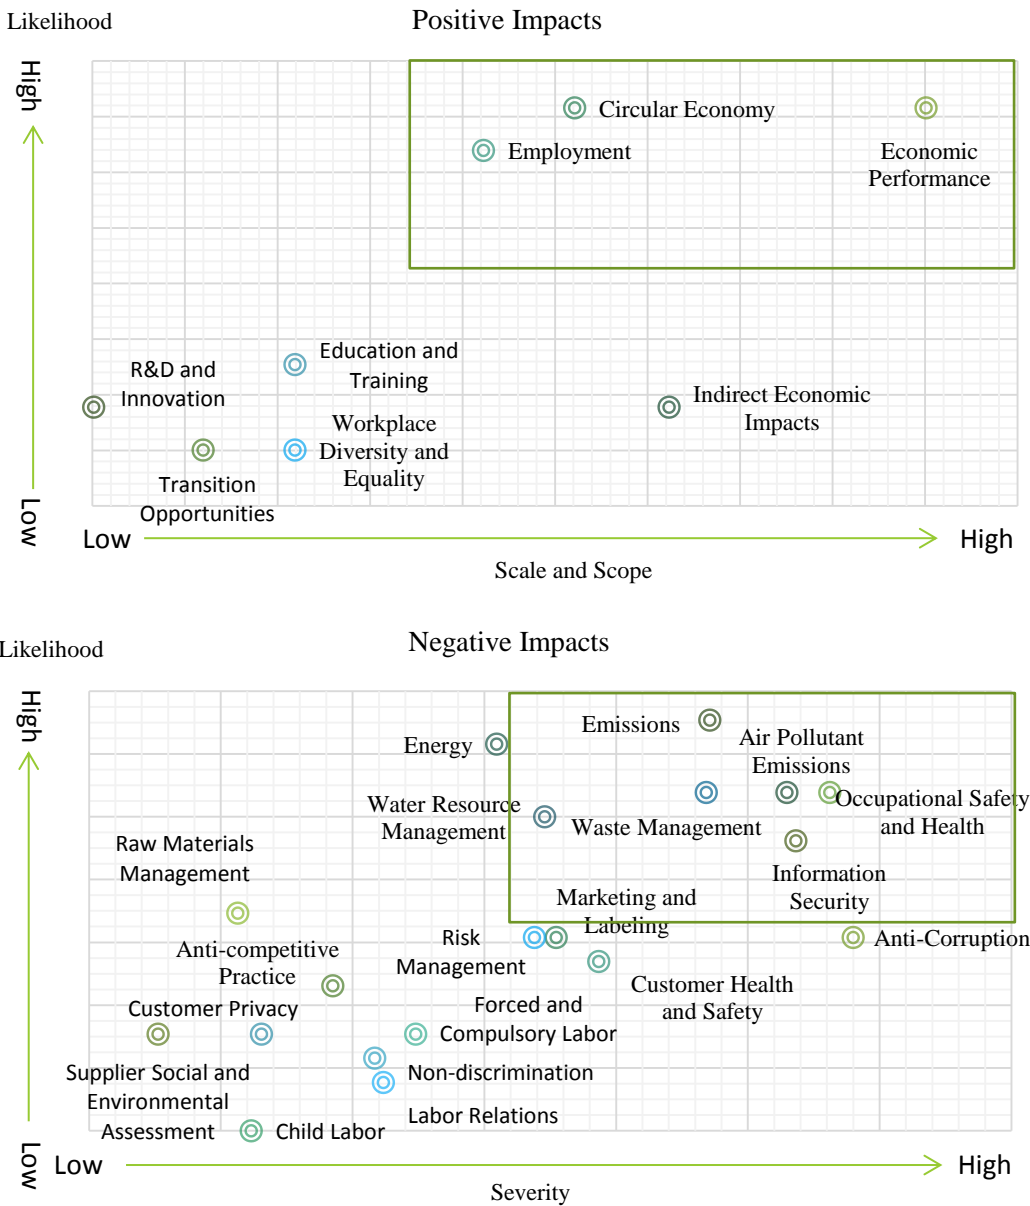 Likelihood
Positive Impacts
High
Circular Economy
Employment
Economic
Performance
Education and
Training
R&D and
Innovation
Indirect Economic
Impacts
Workplace
Diversity and
Equality
Transition
Opportunities
Low
Low
High
Scale and Scope
Negative Impacts
Likelihood
High
Emissions
Energy
Air Pollutant
Emissions
Water Resource
Management
Waste Management
Occupational Safety
and Health
Raw Materials
Management
Information
Security
Marketing and
Labeling
Risk
Management
Anti-Corruption
Anti-competitive
Practice
Customer Health
and Safety
Customer Privacy
Forced and
Compulsory Labor
Supplier Social and
Environmental
Assessment
Non-discrimination
Labor Relations
Child Labor
Low
Low
High
Severity